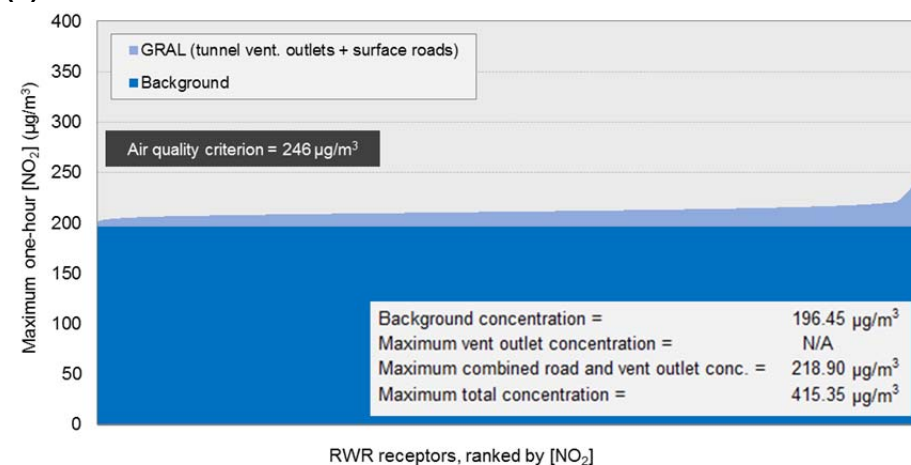 400
350
300
250
200
150
100
50
0
Maximum one-hour [NO₂] (µg/m³)
GRAL (tunnel vent. outlets + surface roads)
Background
Air quality criterion = 246 µg/m³
Background concentration = 196.45 µg/m³
Maximum vent outlet concentration = N/A
Maximum combined road and vent outlet conc. = 218.90 µg/m³
Maximum total concentration = 415.35 µg/m³
RWR receptors, ranked by [NO₂]